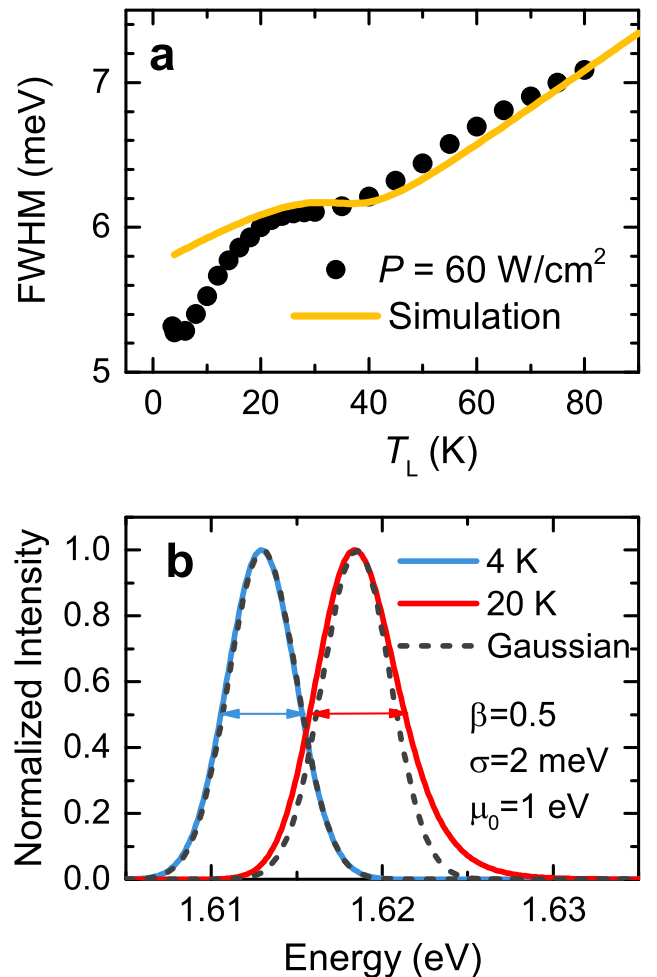 a
7
6
5
FWHM (meV)
P = 60 W/cm²
Simulation
0 20 40 60 80
T_L (K)
b
1.0
0.8
0.6
0.4
0.2
0.0
Normalized Intensity
4 K
20 K
Gaussian
β=0.5
σ=2 meV
μ₀=1 eV
1.61 1.62 1.63
Energy (eV)